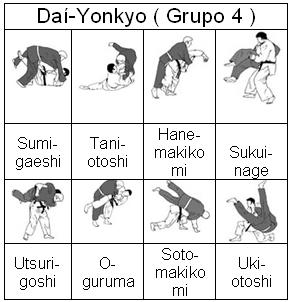 Daí-Yonkyo ( Grupo 4 )
Sumi-
gaeshi
Tani-
otoshi
Hane-
makiko
mi
Sukui-
nage
Utsuri-
goshi
O-
guruma
Soto-
makiko
mi
Uki-
otoshi